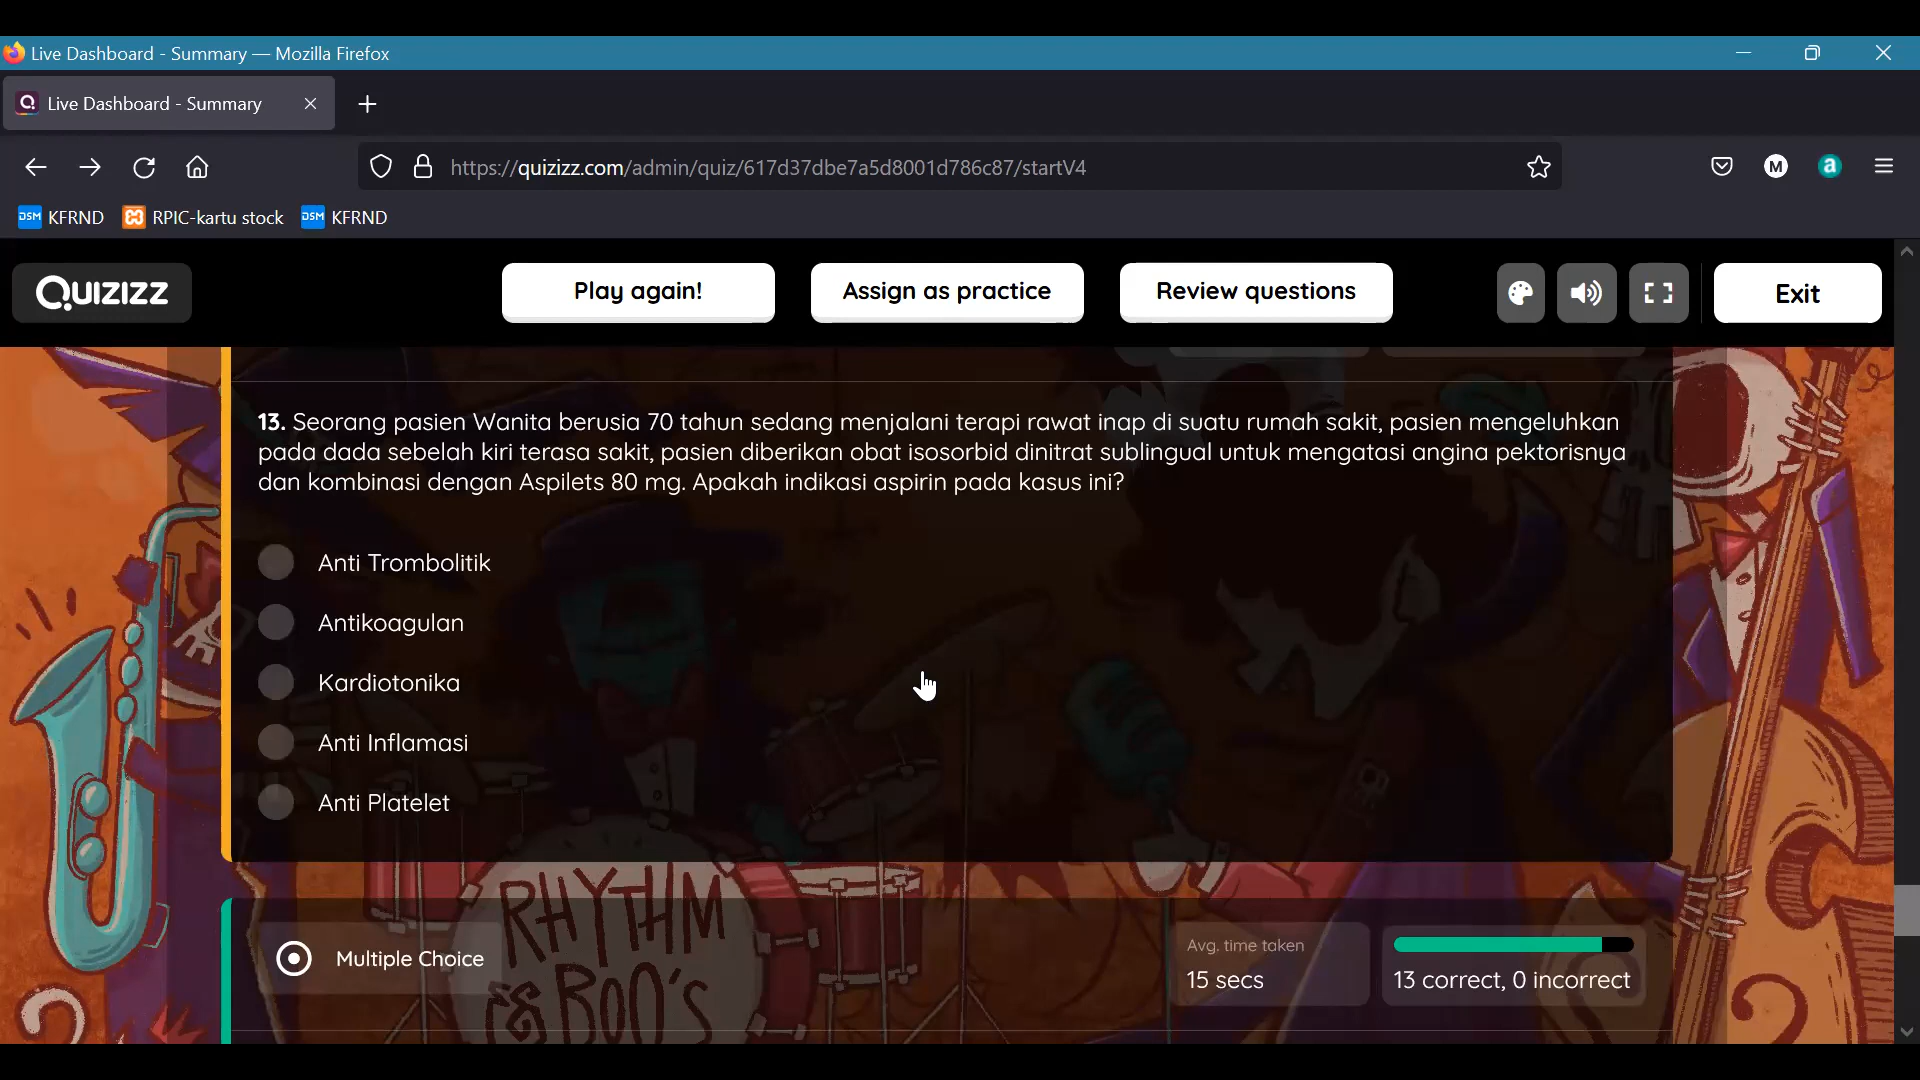 Live Dashboard - Summary — Mozilla Firefox
Live Dashboard - Summary
https://quizizz.com/admin/quiz/617d37dbe7a5d8001d786c87/startV4
M
a
DSM KFRND
RPIC-kartu stock
DSM KFRND
Quizizz
Play again!
Assign as practice
Review questions
Exit
13. Seorang pasien Wanita berusia 70 tahun sedang menjalani terapi rawat inap di suatu rumah sakit, pasien mengeluhkan
pada dada sebelah kiri terasa sakit, pasien diberikan obat isosorbid dinitrat sublingual untuk mengatasi angina pektorisnya
dan kombinasi dengan Aspilets 80 mg. Apakah indikasi aspirin pada kasus ini?
Anti Trombolitik
Antikoagulan
Kardiotonika
Anti Inflamasi
Anti Platelet
RHYTHM
& BOO'S
Multiple Choice
Avg. time taken
15 secs
13 correct, 0 incorrect